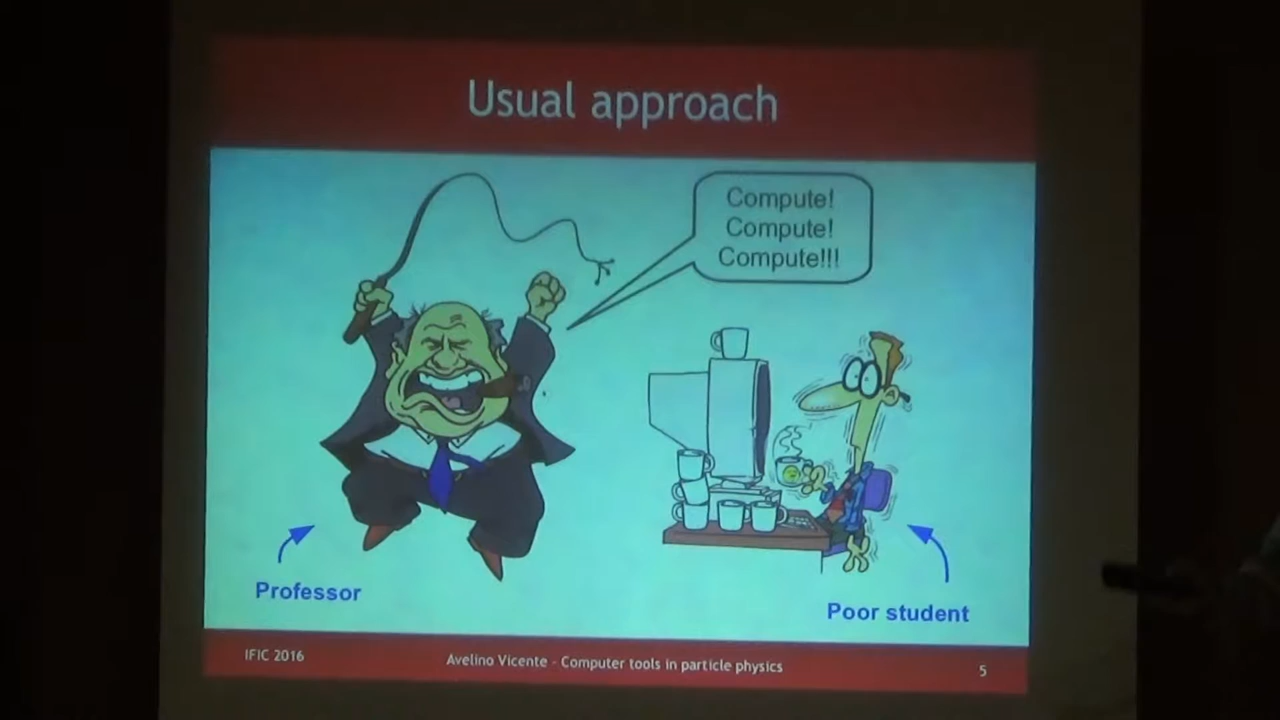 Usual approach
Compute!
Compute!
Compute!!!
Professor
Poor student
IFIC 2016
Avelino Vicente - Computer tools in particle physics
5